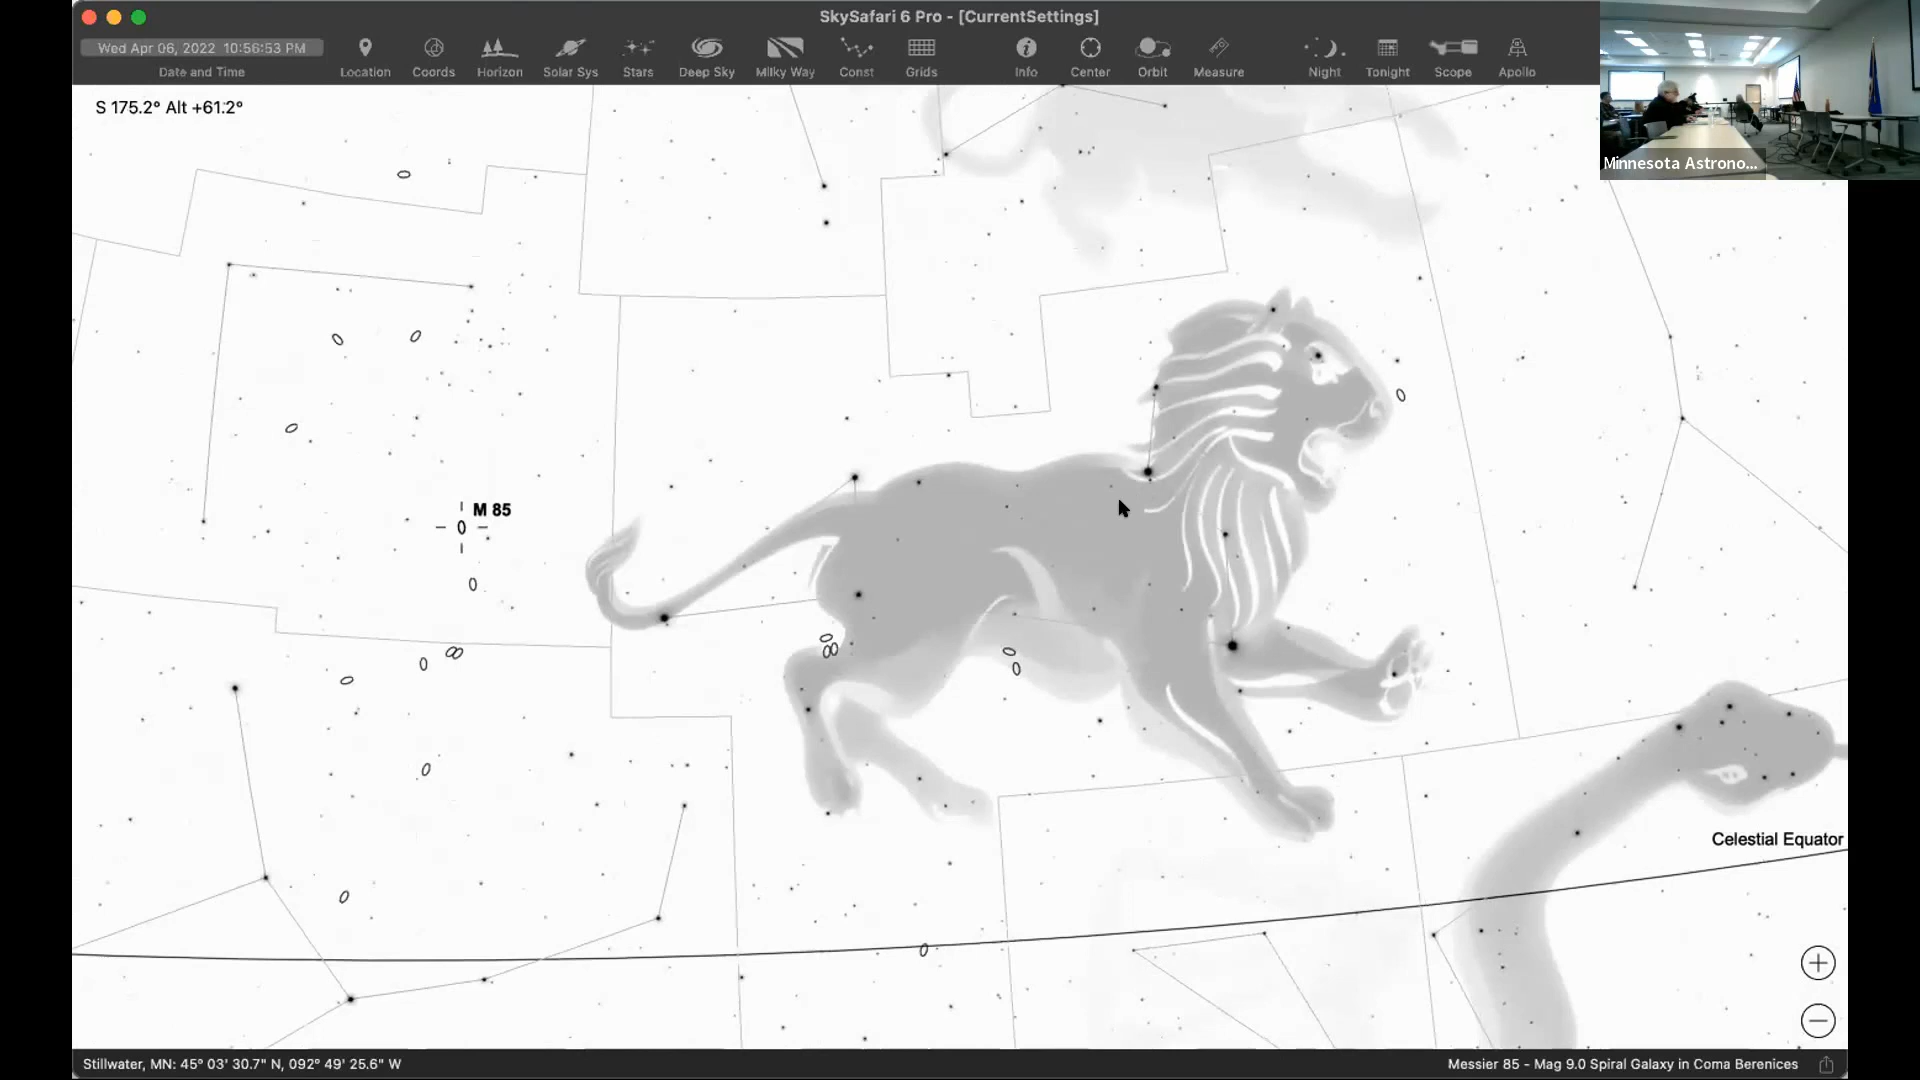 SkySafari 6 Pro - [CurrentSettings]
Wed Apr 06, 2022 10:56:53 PM
Date and Time
Location
Coords
Horizon
Solar Sys
Stars
Deep Sky
Milky Way
Const
Grids
Info
Center
Orbit
Measure
Night
Tonight
Scope
Apollo
S 175.2° Alt +61.2°
Minnesota Astrono...
M 85
Celestial Equator
Stillwater, MN: 45° 03' 30.7" N, 092° 49' 25.6" W
Messier 85 - Mag 9.0 Spiral Galaxy in Coma Berenices